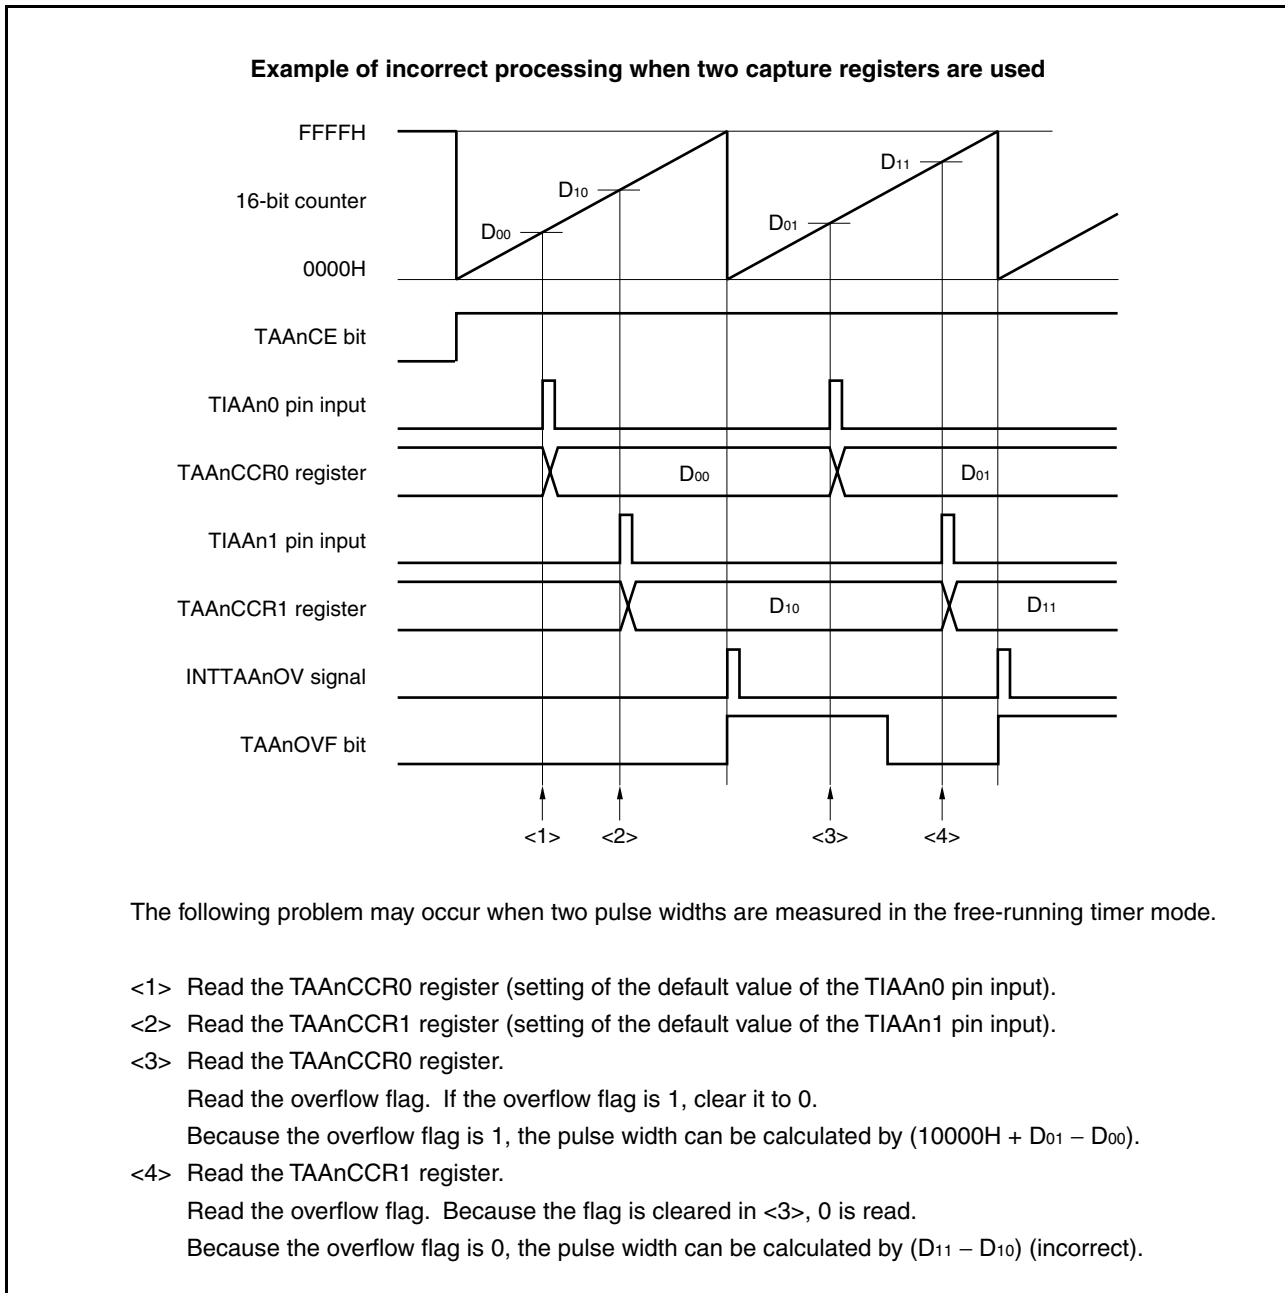 Example of incorrect processing when two capture registers are used
FFFFH
D11
D10
16-bit counter
D01
D00
0000H
TAAnCE bit
TIAAn0 pin input
TAAnCCR0 register
D00
D01
TIAAn1 pin input
TAAnCCR1 register
D10
D11
INTTAAnOV signal
TAAnOVF bit
<1> <2> <3> <4>
The following problem may occur when two pulse widths are measured in the free-running timer mode.
<1> Read the TAAnCCR0 register (setting of the default value of the TIAAn0 pin input).
<2> Read the TAAnCCR1 register (setting of the default value of the TIAAn1 pin input).
<3> Read the TAAnCCR0 register.
Read the overflow flag. If the overflow flag is 1, clear it to 0.
Because the overflow flag is 1, the pulse width can be calculated by (10000H + D01 − D00).
<4> Read the TAAnCCR1 register.
Read the overflow flag. Because the flag is cleared in <3>, 0 is read.
Because the overflow flag is 0, the pulse width can be calculated by (D11 − D10) (incorrect).